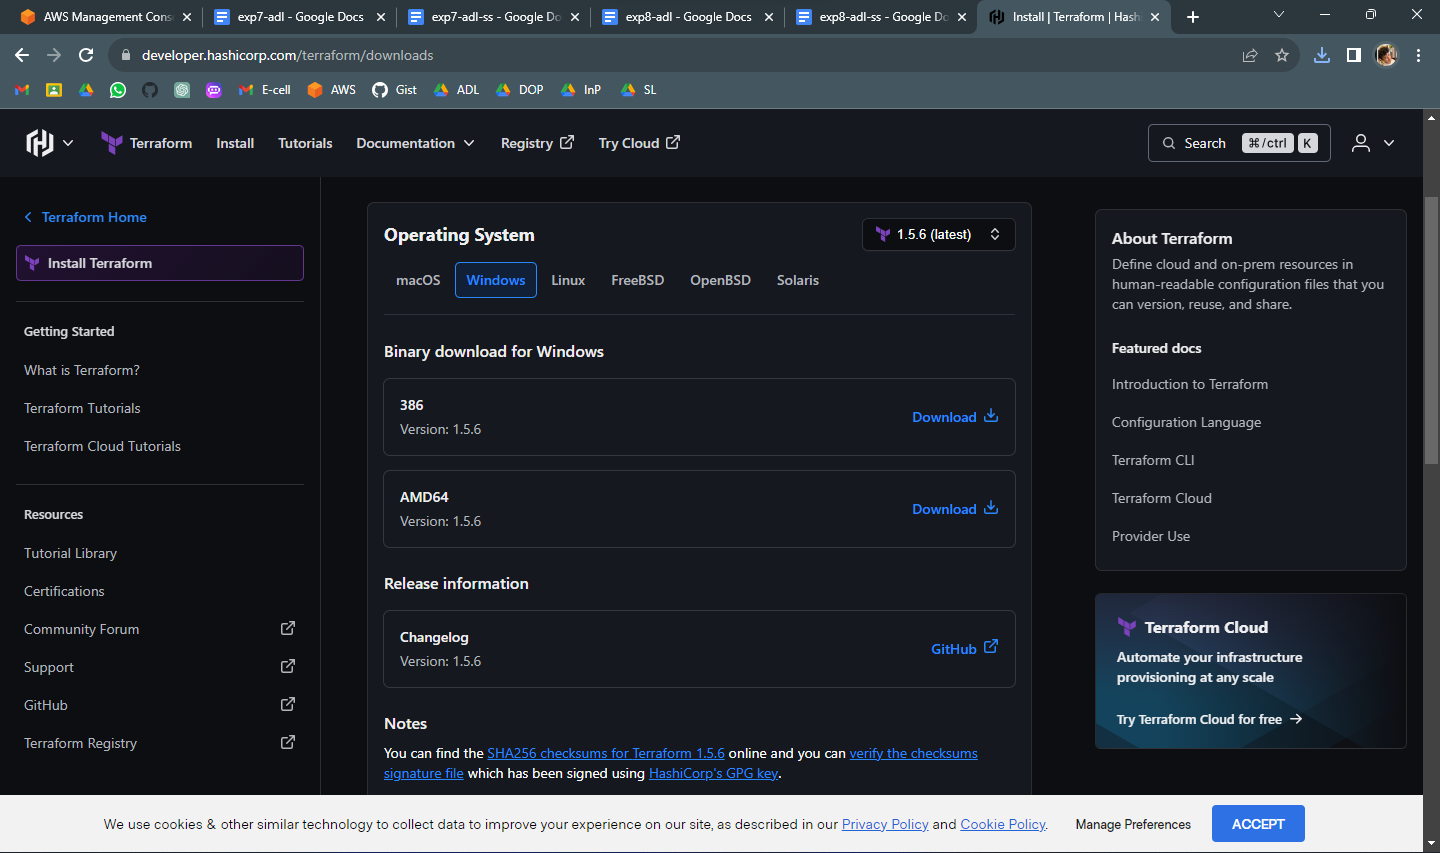 AWS Management Cons
exp7-adl - Google Docs
exp7-adl-ss - Google Do
exp8-adl - Google Docs
exp8-adl-ss - Google Do
Install | Terraform | Hashi
developer.hashicorp.com/terraform/downloads
E-cell
AWS
Gist
ADL
DOP
InP
SL
Terraform
Install
Tutorials
Documentation
Registry
Try Cloud
Search
⌘/ctrl
K
Terraform Home
Install Terraform
Getting Started
What is Terraform?
Terraform Tutorials
Terraform Cloud Tutorials
Resources
Tutorial Library
Certifications
Community Forum
Support
GitHub
Terraform Registry
Operating System
1.5.6 (latest)
macOS
Windows
Linux
FreeBSD
OpenBSD
Solaris
Binary download for Windows
386
Version: 1.5.6
Download
AMD64
Version: 1.5.6
Download
Release information
Changelog
Version: 1.5.6
GitHub
Notes
You can find the SHA256 checksums for Terraform 1.5.6 online and you can verify the checksums
signature file which has been signed using HashiCorp's GPG key.
About Terraform
Define cloud and on-prem resources in
human-readable configuration files that you
can version, reuse, and share.
Featured docs
Introduction to Terraform
Configuration Language
Terraform CLI
Terraform Cloud
Provider Use
Terraform Cloud
Automate your infrastructure
provisioning at any scale
Try Terraform Cloud for free
We use cookies & other similar technology to collect data to improve your experience on our site, as described in our Privacy Policy and Cookie Policy.
Manage Preferences
ACCEPT